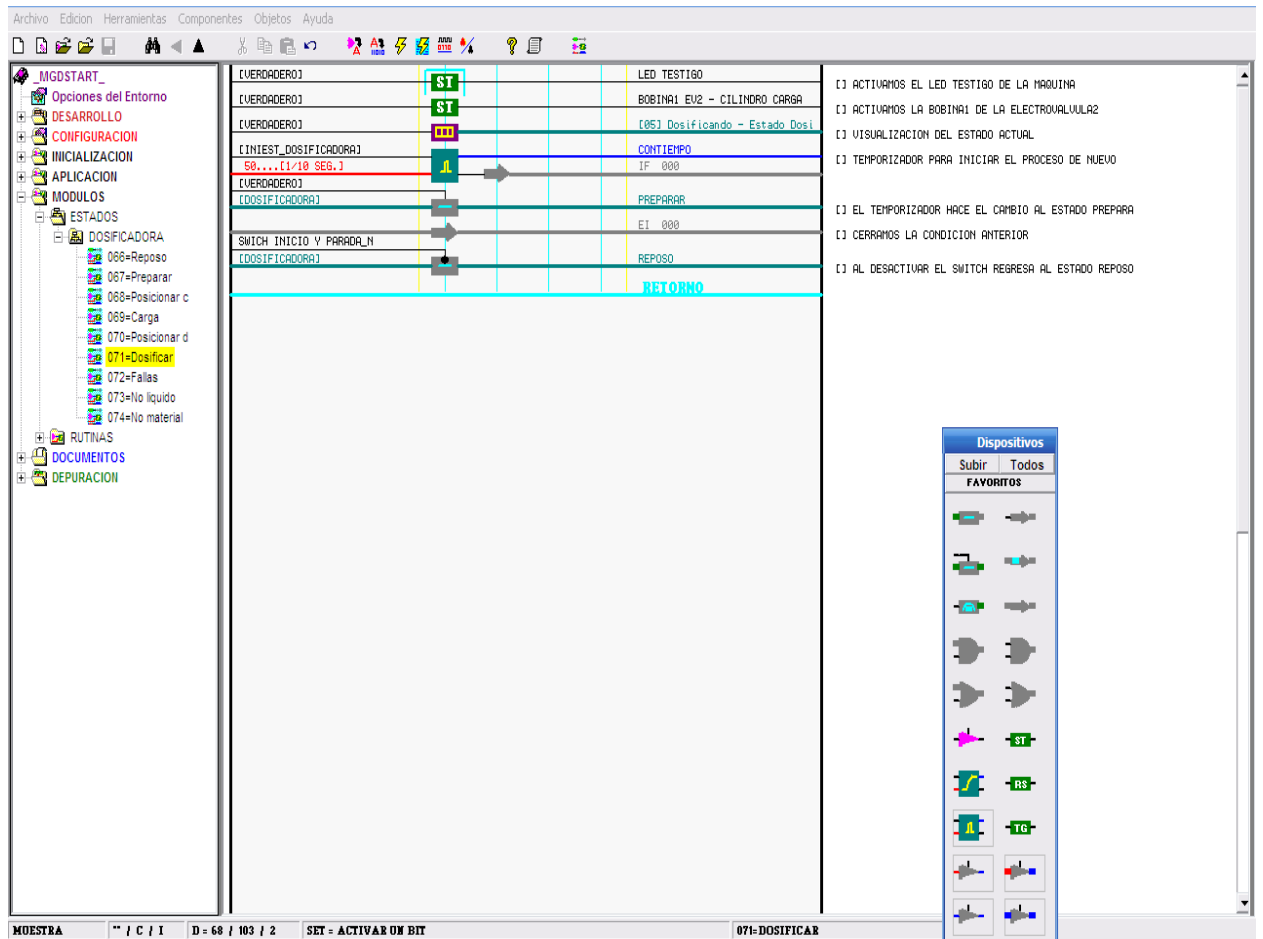 Archivo Edicion Herramientas Componentes Objetos Ayuda
_MGDSTART_
Opciones del Entorno
DESARROLLO
CONFIGURACION
INICIALIZACION
APLICACION
MODULOS
ESTADOS
DOSIFICADORA
066=Reposo
067=Preparar
068=Posicionar c
069=Carga
070=Posicionar d
071=Dosificar
072=Fallas
073=No liquido
074=No material
RUTINAS
DOCUMENTOS
DEPURACION
[VERDADERO] ST LED TESTIGO
[] ACTIVAMOS EL LED TESTIGO DE LA MAQUINA
[VERDADERO] ST BOBINA1 EV2 - CILINDRO CARGA
[] ACTIVAMOS LA BOBINA1 DE LA ELECTROVALVULA2
[VERDADERO] [05] Dosificando - Estado Dosi
[] VISUALIZACION DEL ESTADO ACTUAL
[INIEST_DOSIFICADORA] CONTIEMPO
[] TEMPORIZADOR PARA INICIAR EL PROCESO DE NUEVO
50....[1/10 SEG.] IF 000
[VERDADERO]
[DOSIFICADORA] PREPARAR
[] EL TEMPORIZADOR HACE EL CAMBIO AL ESTADO PREPARA
EI 000
[] CERRAMOS LA CONDICION ANTERIOR
SWICH INICIO Y PARADA_N
[DOSIFICADORA] REPOSO
[] AL DESACTIVAR EL SWITCH REGRESA AL ESTADO REPOSO
RETORNO
Dispositivos
Subir Todos
FAVORITOS
ST
RS
TG
MUESTRA " / C / I D = 68 / 103 / 2 SET = ACTIVAR UN BIT 071=DOSIFICAR